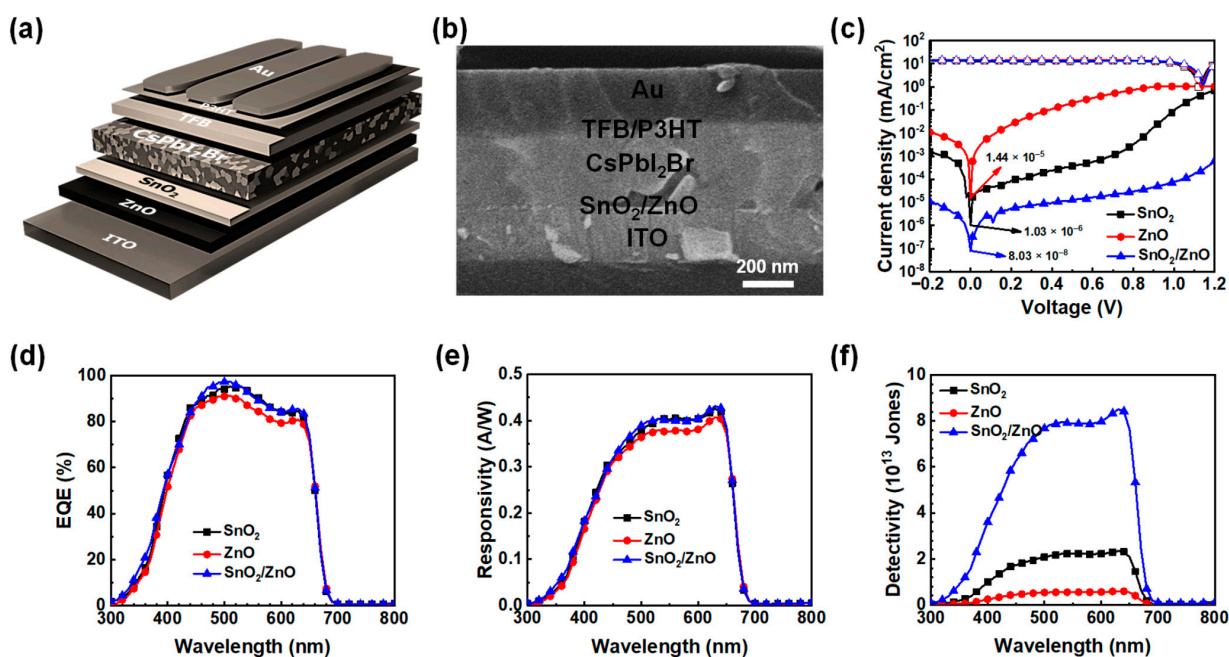 (a)
Au
P3HT
TFB
CsPbI₂Br
SnO₂
ZnO
ITO
(b)
Au
TFB/P3HT
CsPbI₂Br
SnO₂/ZnO
ITO
200 nm
(c)
Current density (mA/cm²)
10²
10¹
10⁰
10⁻¹
10⁻²
10⁻³
10⁻⁴
10⁻⁵
10⁻⁶
10⁻⁷
10⁻⁸
1.44 × 10⁻⁵
1.03 × 10⁻⁶
8.03 × 10⁻⁸
SnO₂
ZnO
SnO₂/ZnO
−0.2 0.0 0.2 0.4 0.6 0.8 1.0 1.2
Voltage (V)
(d)
EQE (%)
100
80
60
40
20
0
SnO₂
ZnO
SnO₂/ZnO
300 400 500 600 700 800
Wavelength (nm)
(e)
Responsivity (A/W)
0.5
0.4
0.3
0.2
0.1
0.0
SnO₂
ZnO
SnO₂/ZnO
300 400 500 600 700 800
Wavelength (nm)
(f)
Detectivity (10¹³ Jones)
10
8
6
4
2
0
SnO₂
ZnO
SnO₂/ZnO
300 400 500 600 700 800
Wavelength (nm)